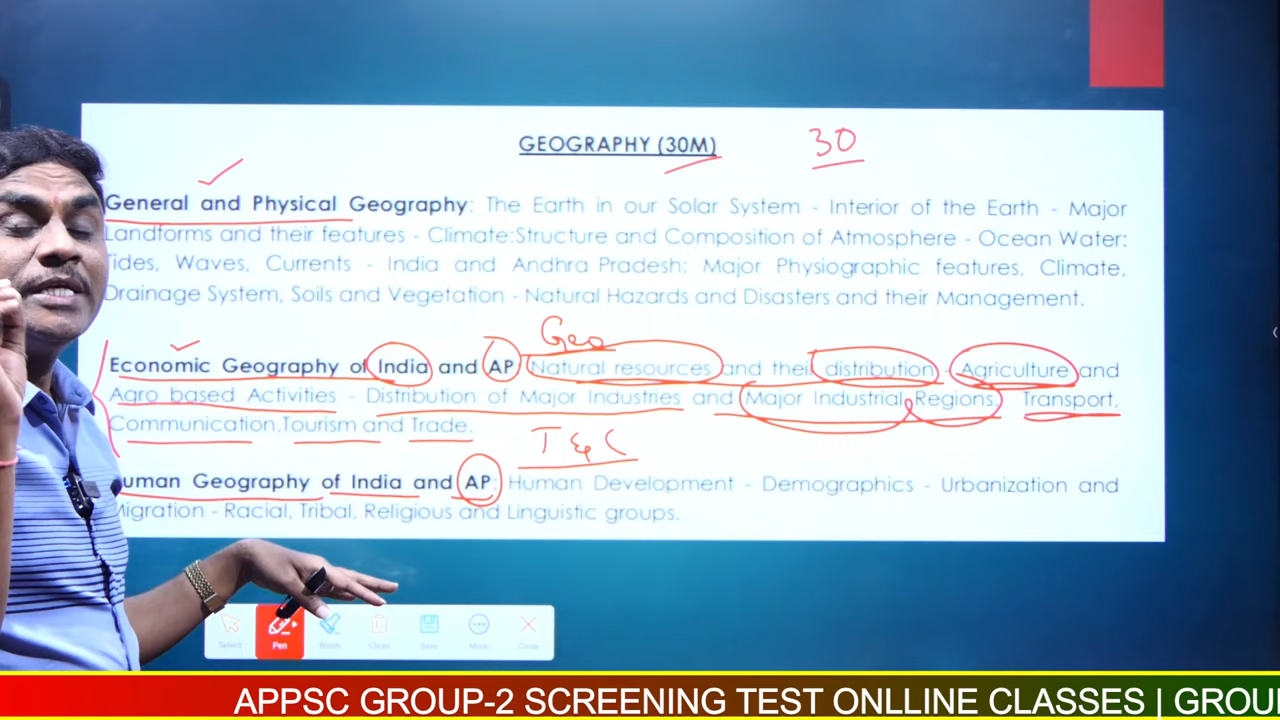 GEOGRAPHY (30M)
30
General and Physical Geography: The Earth in our Solar System - Interior of the Earth - Major
Landforms and their features - Climate:Structure and Composition of Atmosphere - Ocean Water:
Tides, Waves, Currents - India and Andhra Pradesh: Major Physiographic features, Climate,
Drainage System, Soils and Vegetation - Natural Hazards and Disasters and their Management.
Geo
Economic Geography of India and AP Natural resources and their distribution - Agriculture and
Agro based Activities - Distribution of Major Industries and Major Industrial Regions. Transport,
Communication,Tourism and Trade.
T & C
uman Geography of India and AP: Human Development - Demographics - Urbanization and
Migration - Racial, Tribal, Religious and Linguistic groups.
Select
Pen
Brush
Clean
Save
More
Close
APPSC GROUP-2 SCREENING TEST ONLLINE CLASSES | GROU